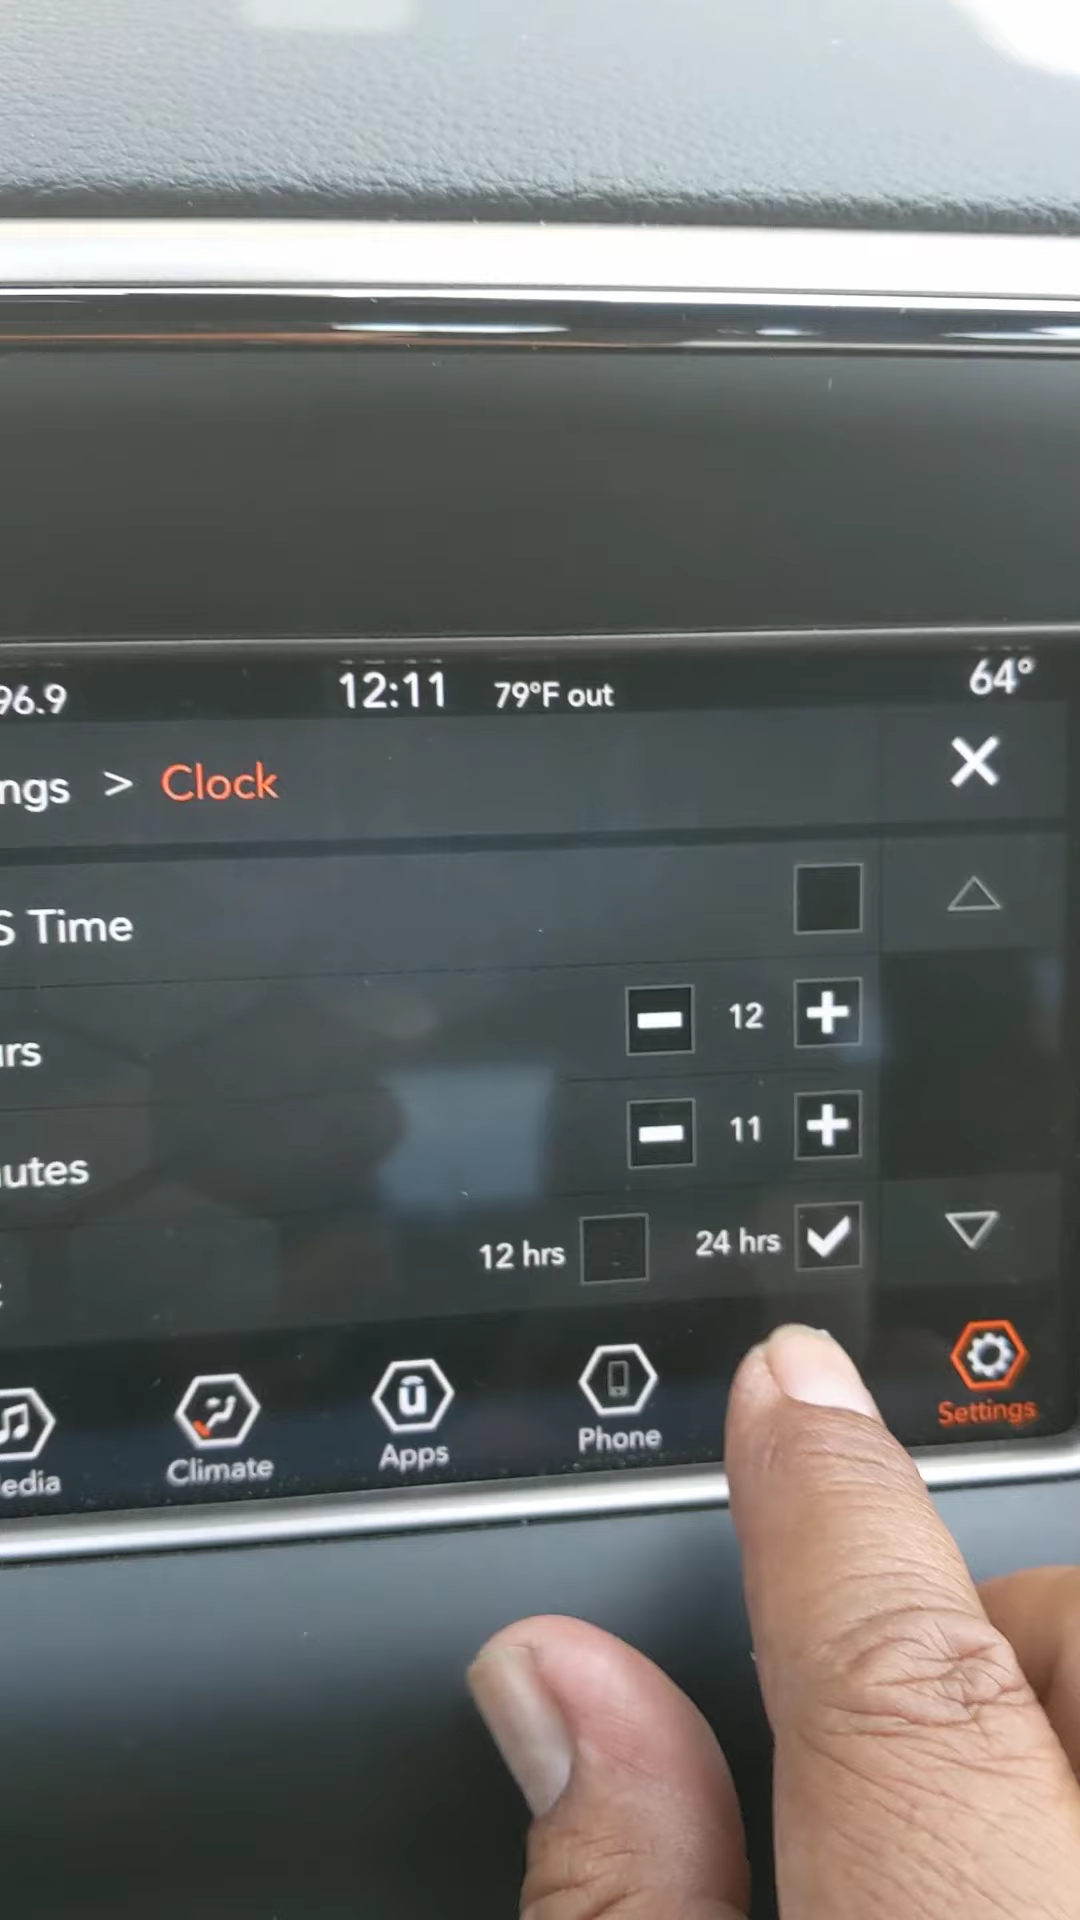 96.9 12:11 79°F out 64°
ngs > Clock
S Time
12
urs
11
utes
12 hrs 24 hrs
edia Climate Apps Phone Settings